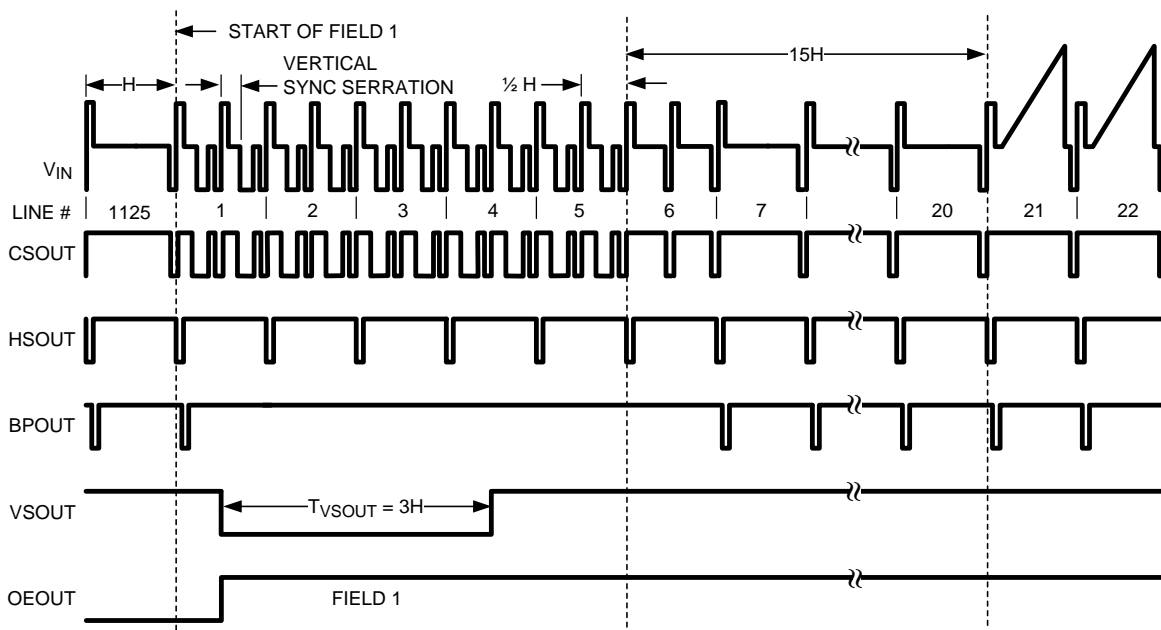 START OF FIELD 1
H
VERTICAL
SYNC SERRATION
½ H
15H
VIN
LINE # 1125 1 2 3 4 5 6 7 20 21 22
CSOUT
HSOUT
BPOUT
VSOUT
TVSOUT = 3H
OEOUT
FIELD 1